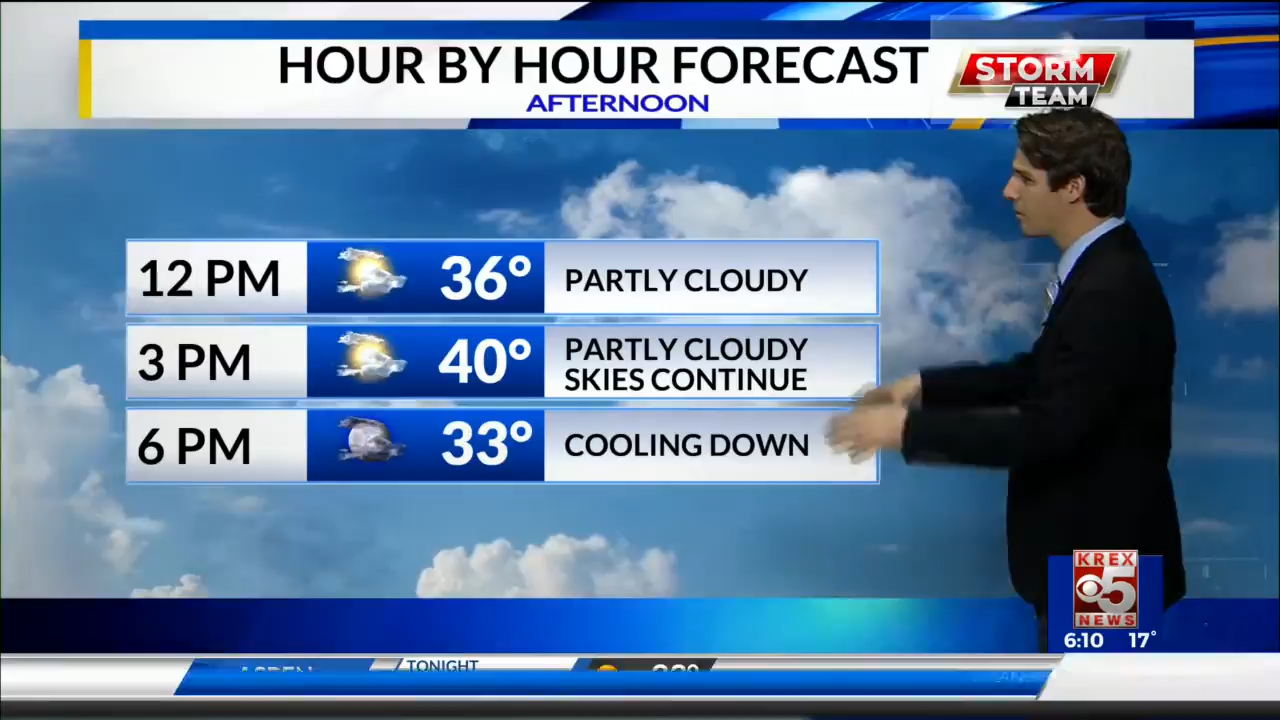 HOUR BY HOUR FORECAST
AFTERNOON
STORM
TEAM
12 PM 36° PARTLY CLOUDY
3 PM 40° PARTLY CLOUDY
SKIES CONTINUE
6 PM 33° COOLING DOWN
KREX
5
NEWS
6:10 17°
TONIGHT